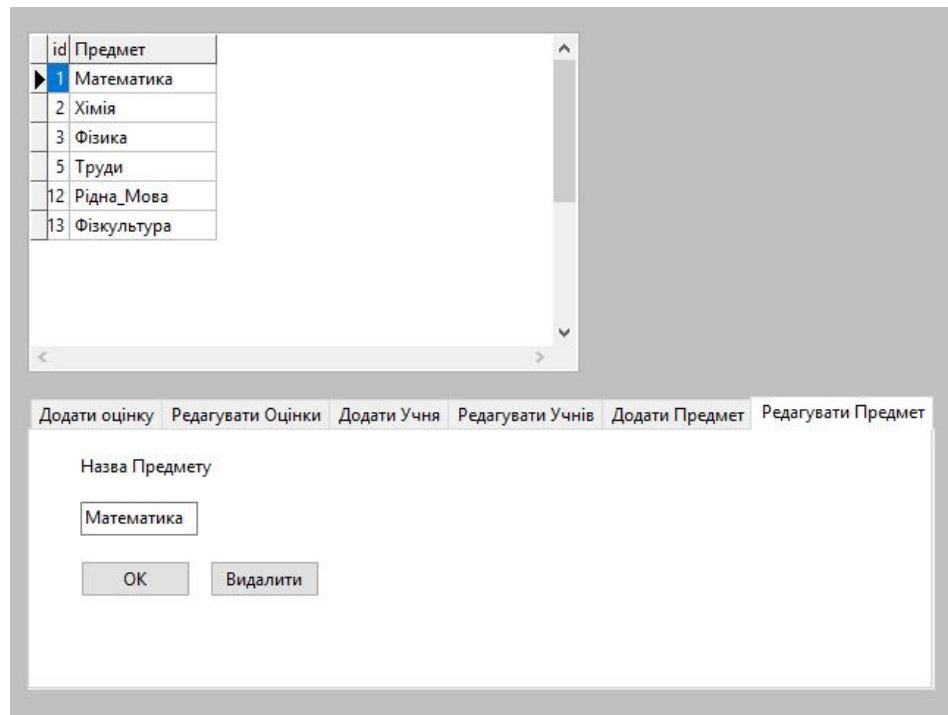 id Предмет
1 Математика
2 Хімія
3 Фізика
5 Труди
12 Рідна_Мова
13 Фізкультура
Додати оцінку Редагувати Оцінки Додати Учня Редагувати Учнів Додати Предмет Редагувати Предмет
Назва Предмету
Математика
ОК Видалити